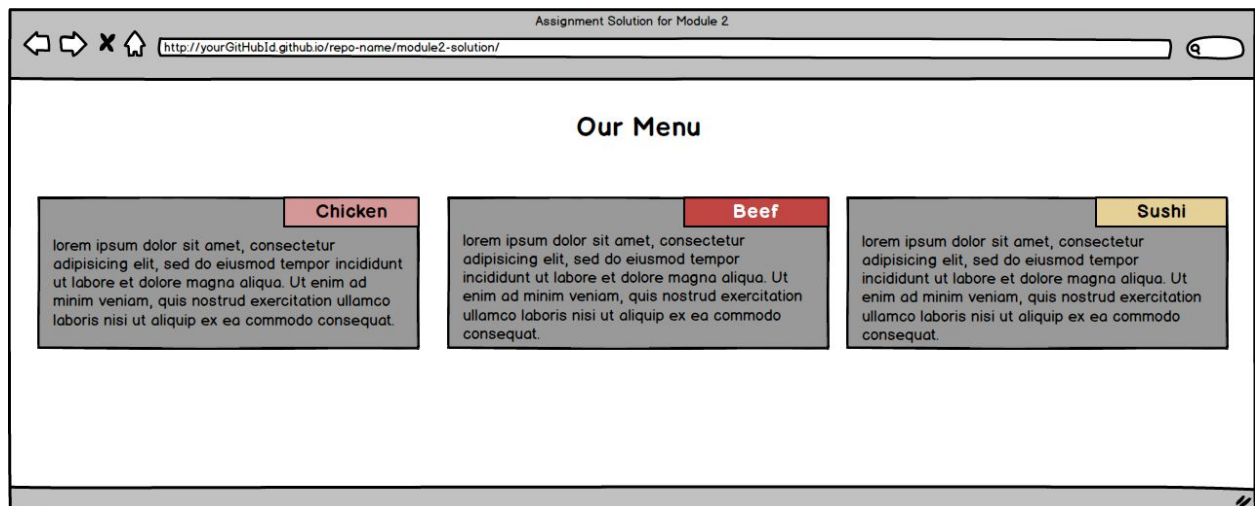 Assignment Solution for Module 2
http://yourGitHubId.github.io/repo-name/module2-solution/
Our Menu
Chicken
lorem ipsum dolor sit amet, consectetur
adipisicing elit, sed do eiusmod tempor incididunt
ut labore et dolore magna aliqua. Ut enim ad
minim veniam, quis nostrud exercitation ullamco
laboris nisi ut aliquip ex ea commodo consequat.
Beef
lorem ipsum dolor sit amet, consectetur
adipisicing elit, sed do eiusmod tempor
incididunt ut labore et dolore magna aliqua. Ut
enim ad minim veniam, quis nostrud exercitation
ullamco laboris nisi ut aliquip ex ea commodo
consequat.
Sushi
lorem ipsum dolor sit amet, consectetur
adipisicing elit, sed do eiusmod tempor
incididunt ut labore et dolore magna aliqua. Ut
enim ad minim veniam, quis nostrud exercitation
ullamco laboris nisi ut aliquip ex ea commodo
consequat.